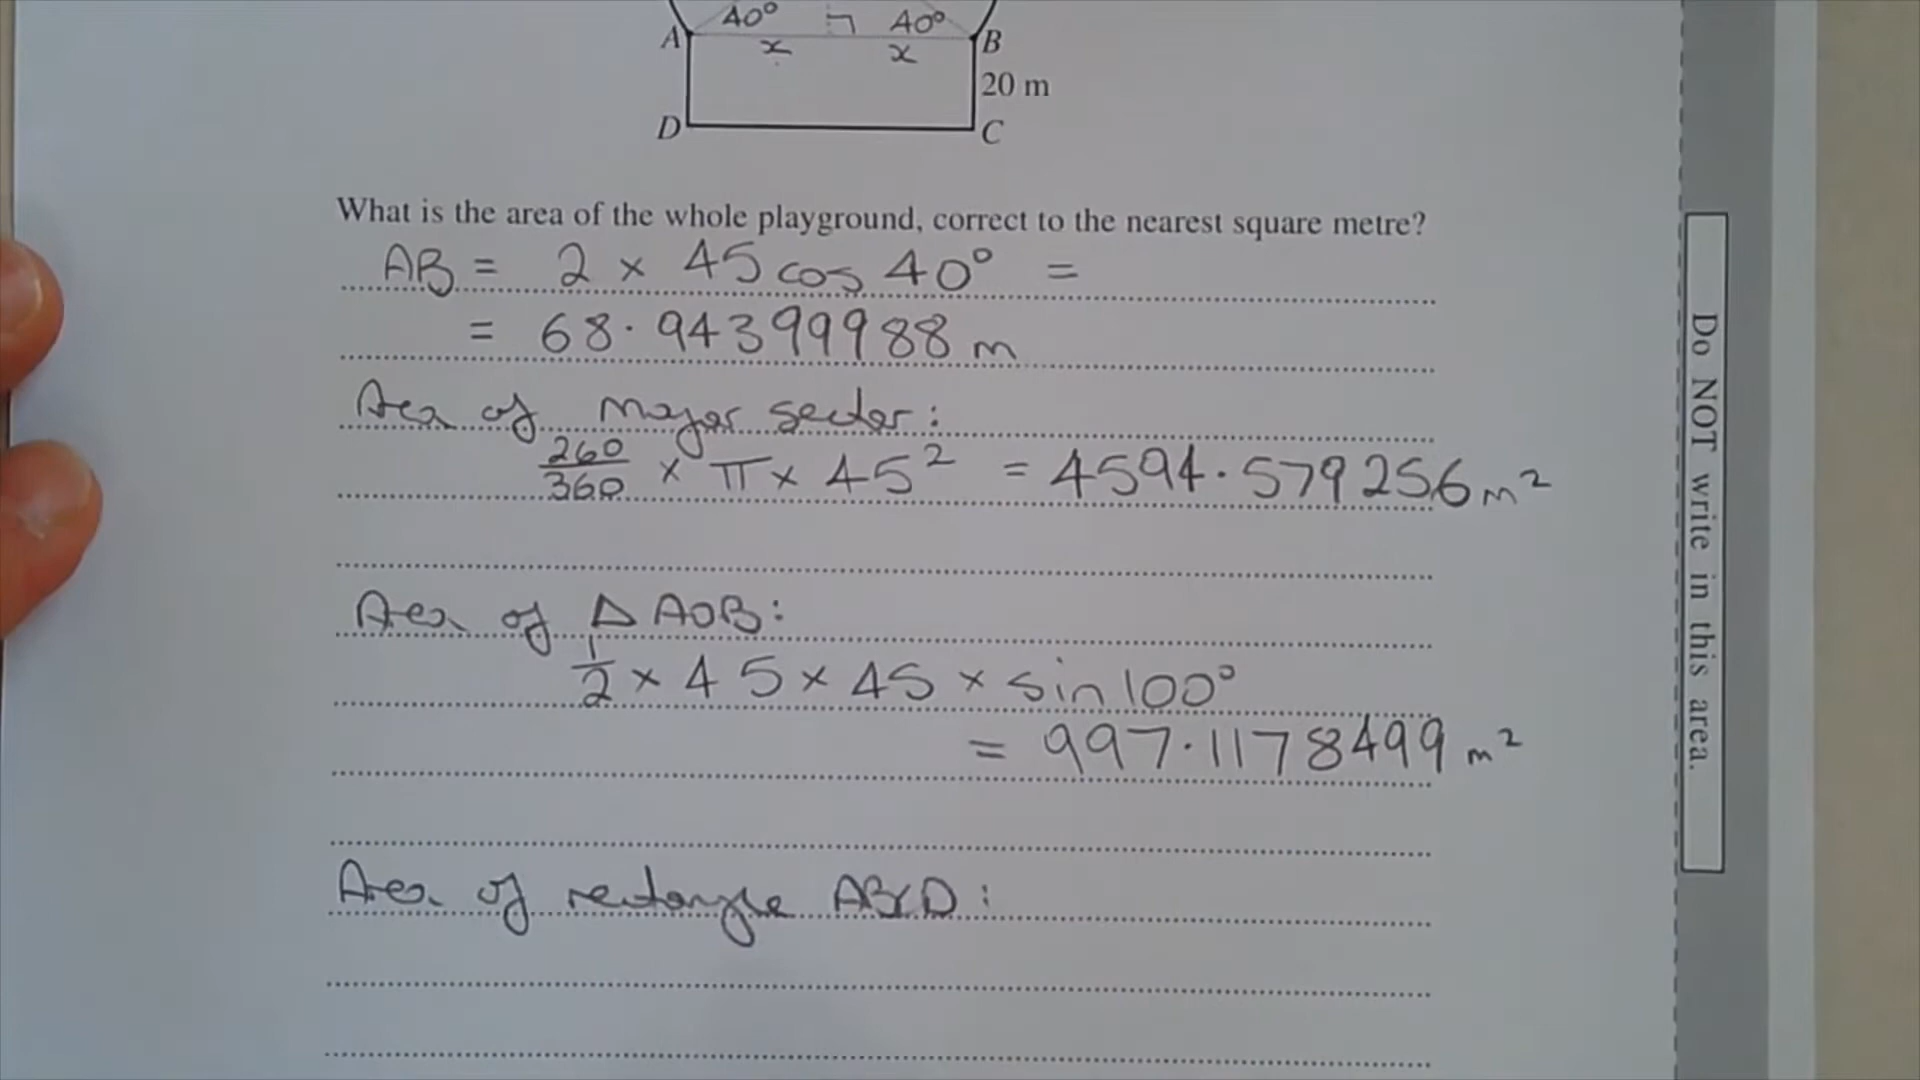 40° 40°
A x x B
20 m
D C
What is the area of the whole playground, correct to the nearest square metre?
AB = 2 × 45 cos 40° =
= 68.94399988 m
Area of major sector:
260/360 × π × 45² = 4594.579256 m²
Area of Δ AOB:
1/2 × 45 × 45 × sin 100°
= 997.1178499 m²
Area of rectangle ABCD:
Do NOT write in this area.